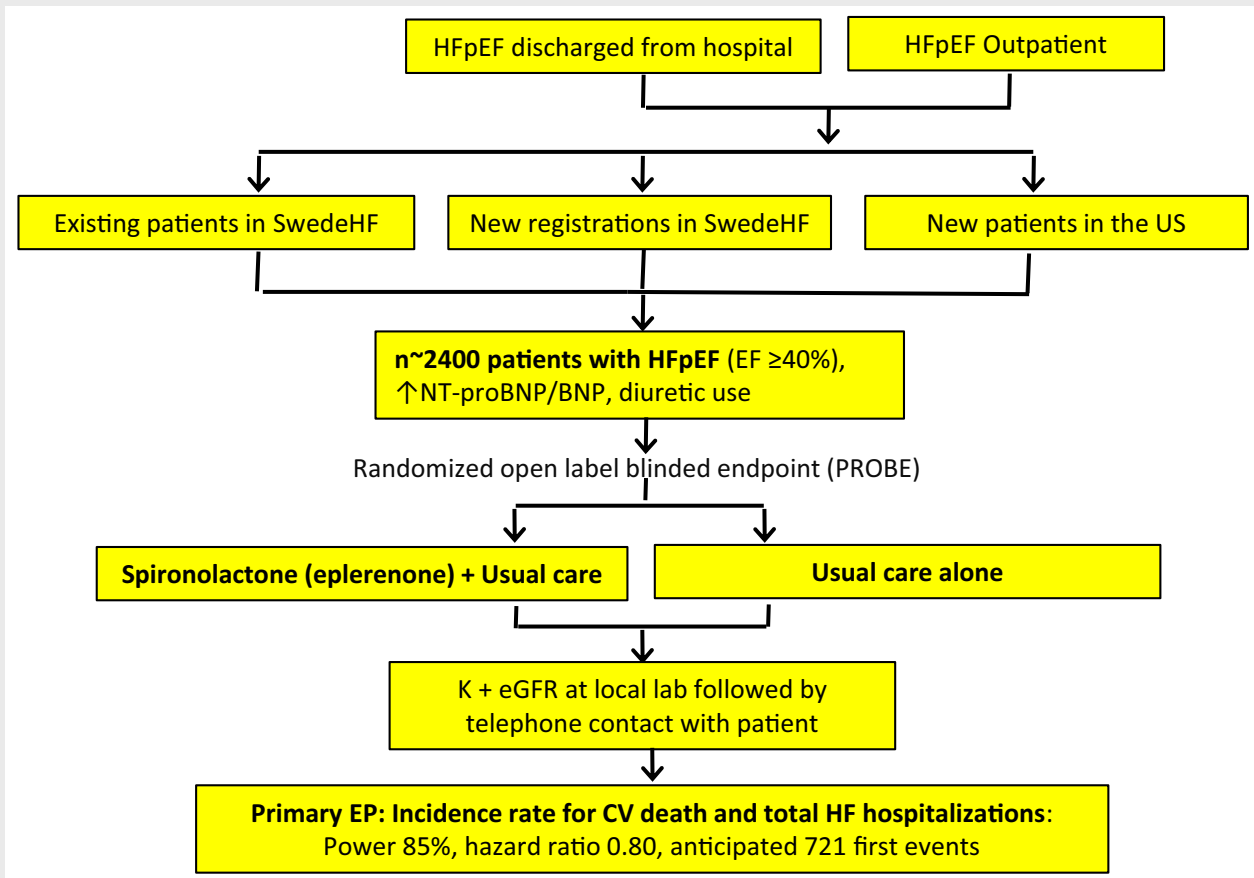 HFpEF discharged from hospital
HFpEF Outpatient
Existing patients in SwedeHF
New registrations in SwedeHF
New patients in the US
n~2400 patients with HFpEF (EF ≥40%),
↑NT-proBNP/BNP, diuretic use
Randomized open label blinded endpoint (PROBE)
Spironolactone (eplerenone) + Usual care
Usual care alone
K + eGFR at local lab followed by
telephone contact with patient
Primary EP: Incidence rate for CV death and total HF hospitalizations:
Power 85%, hazard ratio 0.80, anticipated 721 first events